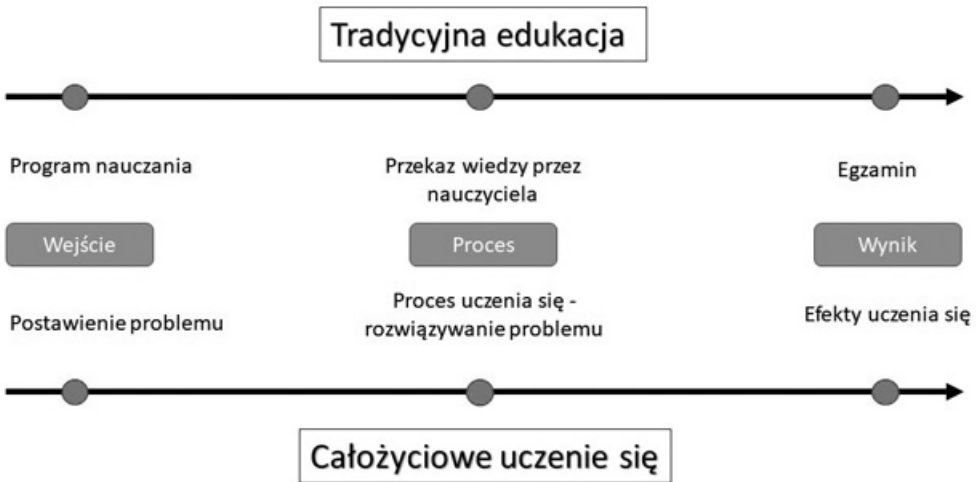 Tradycyjna edukacja
Program nauczania
Przekaz wiedzy przez
nauczyciela
Egzamin
Wejście
Proces
Wynik
Postawienie problemu
Proces uczenia się -
rozwiązywanie problemu
Efekty uczenia się
Całożyciowe uczenie się